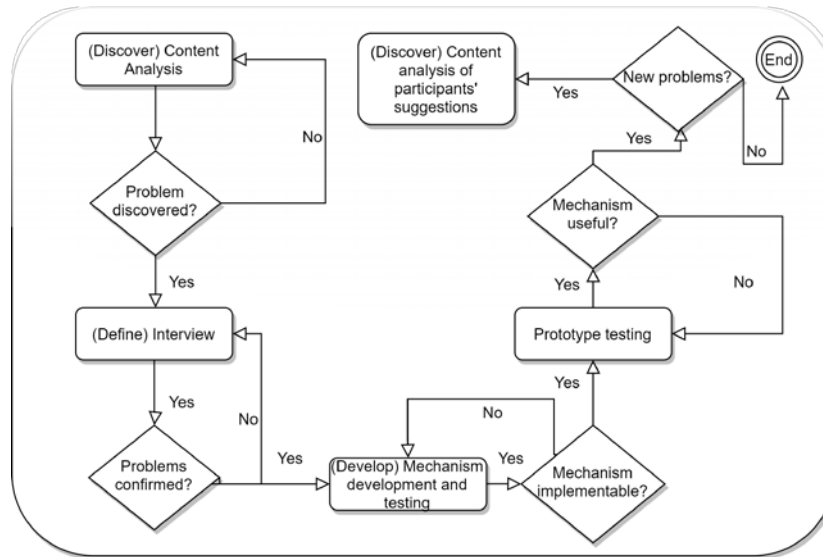 (Discover) Content
Analysis
No
Problem
discovered?
Yes
(Define) Interview
Yes
No
Problems
confirmed?
Yes
(Develop) Mechanism
development and
testing
No
Yes
Mechanism
implementable?
Yes
Prototype testing
Yes
No
Mechanism
useful?
Yes
New problems?
No
End
Yes
(Discover) Content
analysis of
participants'
suggestions